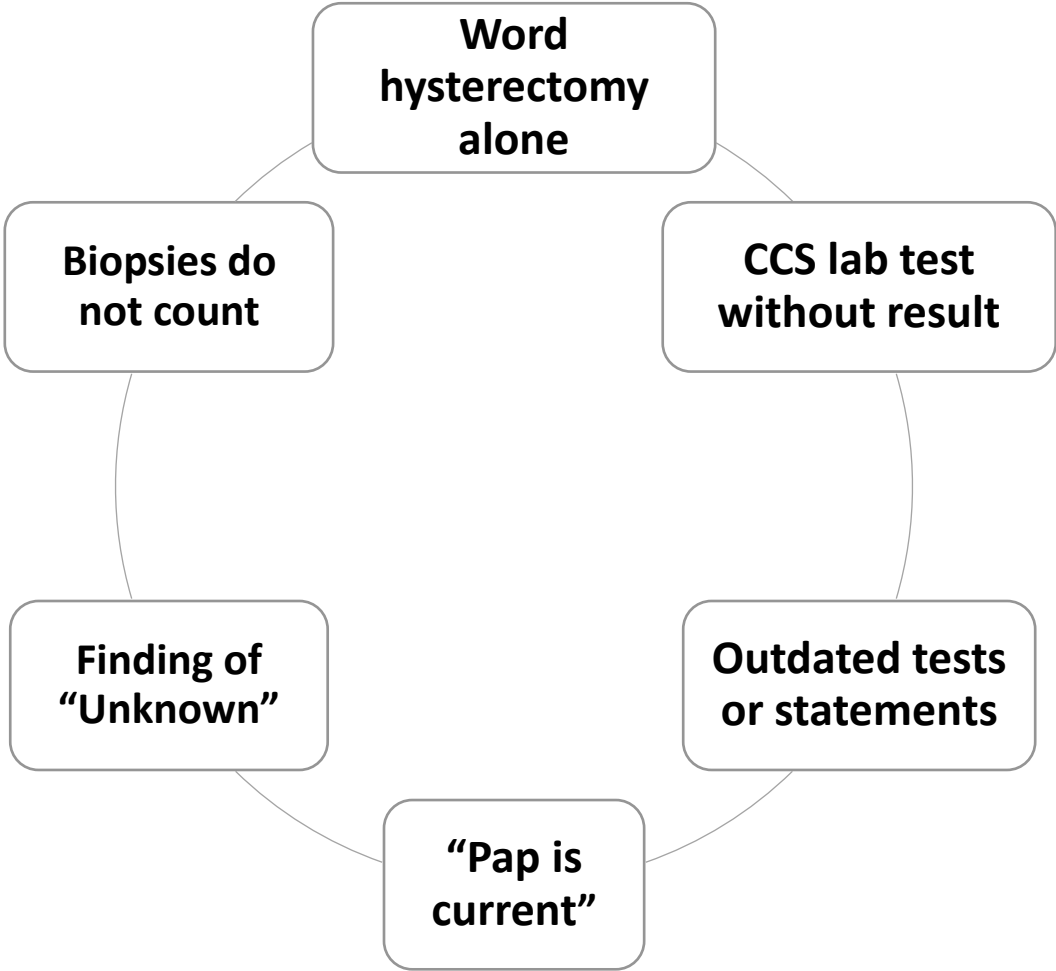 Word
hysterectomy
alone
CCS lab test
without result
Outdated tests
or statements
“Pap is
current”
Finding of
“Unknown”
Biopsies do
not count